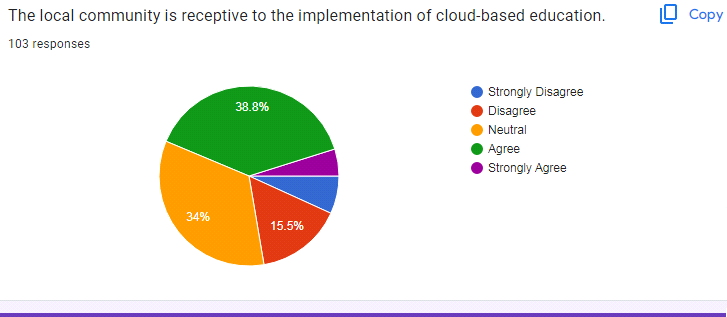 The local community is receptive to the implementation of cloud-based education.
Copy
103 responses
Strongly Disagree
Disagree
Neutral
Agree
Strongly Agree
38.8%
34%
15.5%